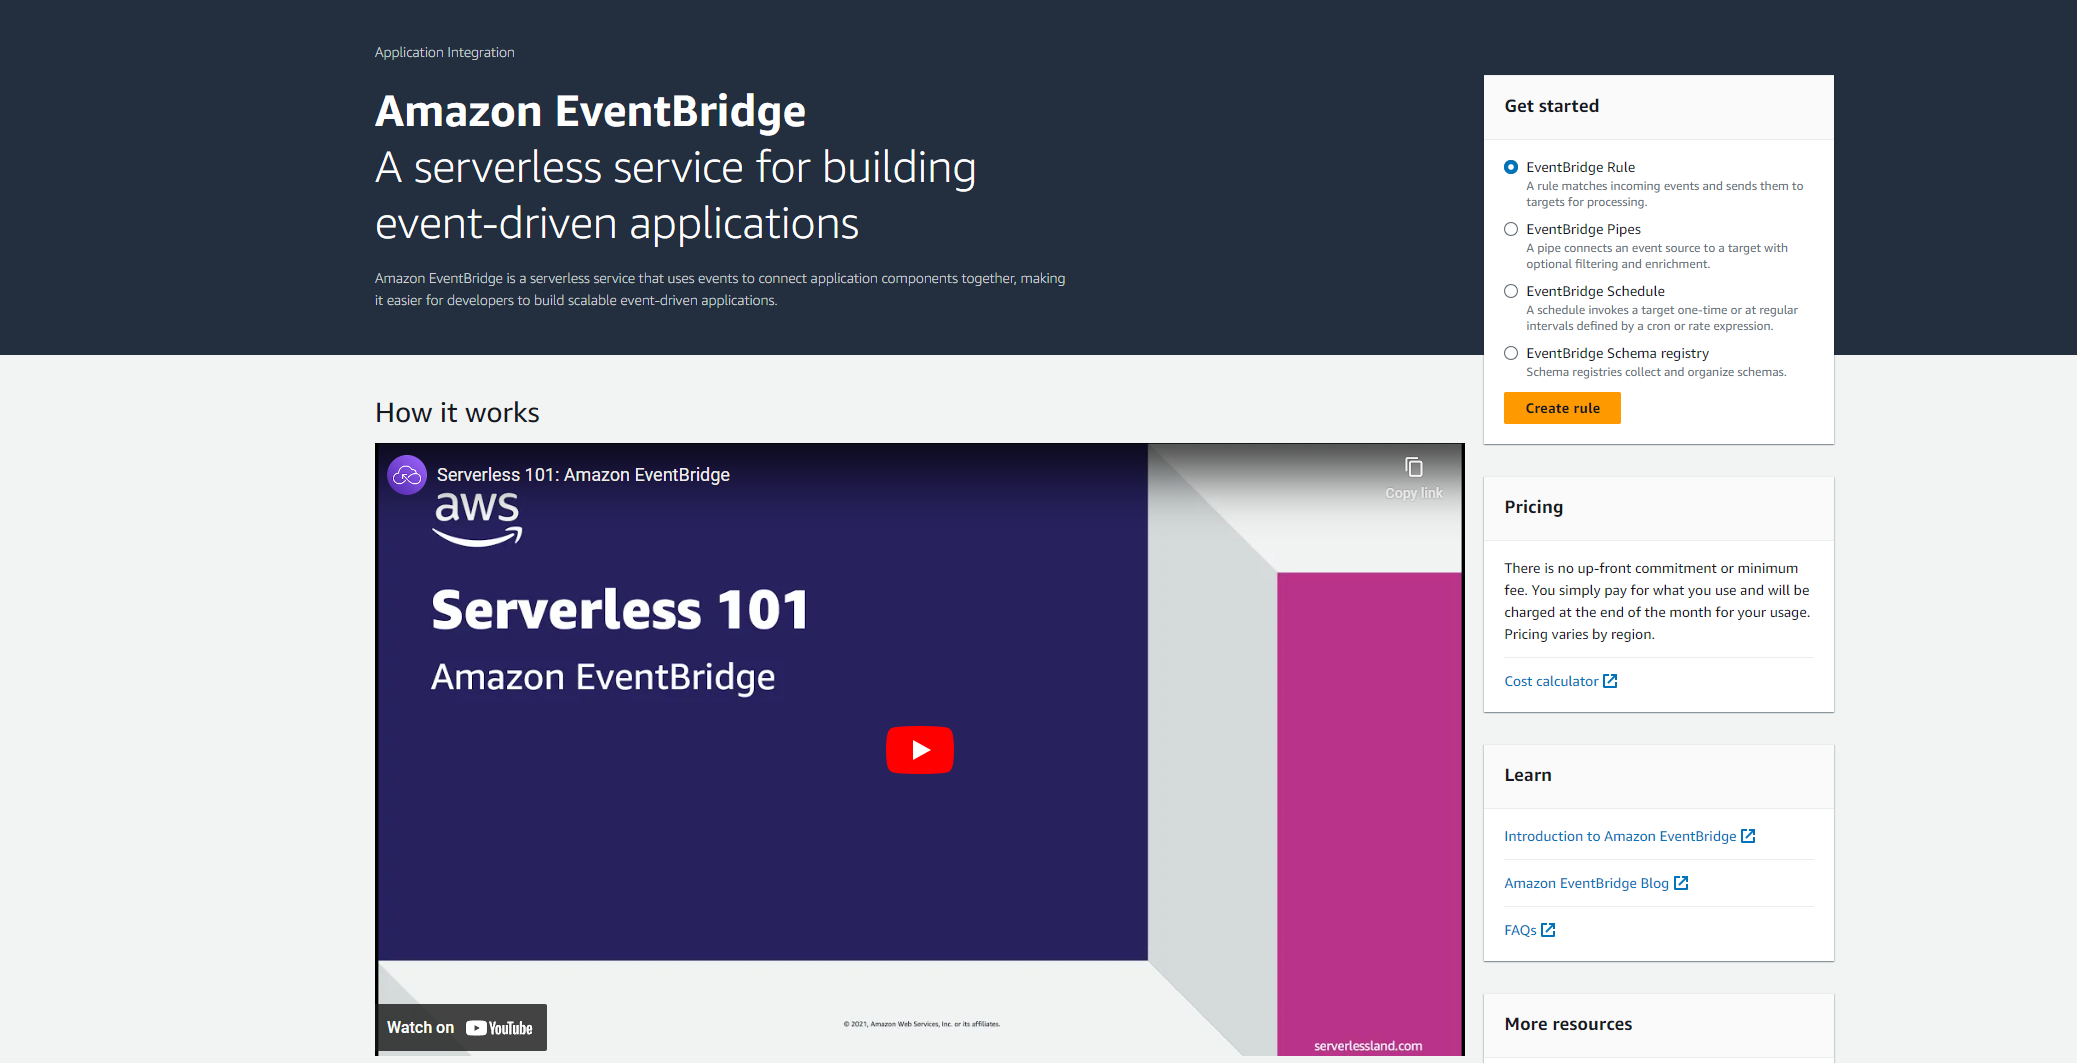 Application Integration
Amazon EventBridge
A serverless service for building
event-driven applications
Amazon EventBridge is a serverless service that uses events to connect application components together, making
it easier for developers to build scalable event-driven applications.
Get started
EventBridge Rule
A rule matches incoming events and sends them to
targets for processing.
EventBridge Pipes
A pipe connects an event source to a target with
optional filtering and enrichment.
EventBridge Schedule
A schedule invokes a target one-time or at regular
intervals defined by a cron or rate expression.
EventBridge Schema registry
Schema registries collect and organize schemas.
Create rule
How it works
Serverless 101: Amazon EventBridge
Copy link
aws
Serverless 101
Amazon EventBridge
Watch on YouTube
© 2021, Amazon Web Services, Inc. or its affiliates.
serverlessland.com
Pricing
There is no up-front commitment or minimum
fee. You simply pay for what you use and will be
charged at the end of the month for your usage.
Pricing varies by region.
Cost calculator
Learn
Introduction to Amazon EventBridge
Amazon EventBridge Blog
FAQs
More resources